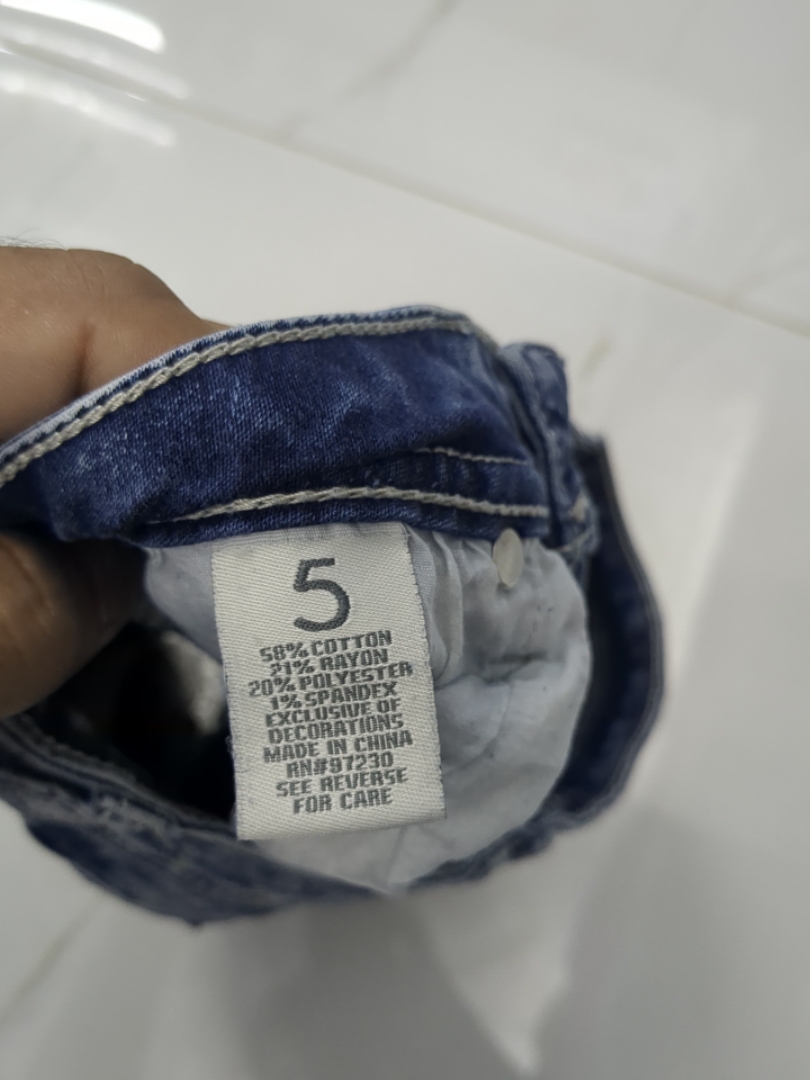 5
58% COTTON
21% RAYON
20% POLYESTER
1% SPANDEX
EXCLUSIVE OF
DECORATIONS
MADE IN CHINA
RN#97230
SEE REVERSE
FOR CARE